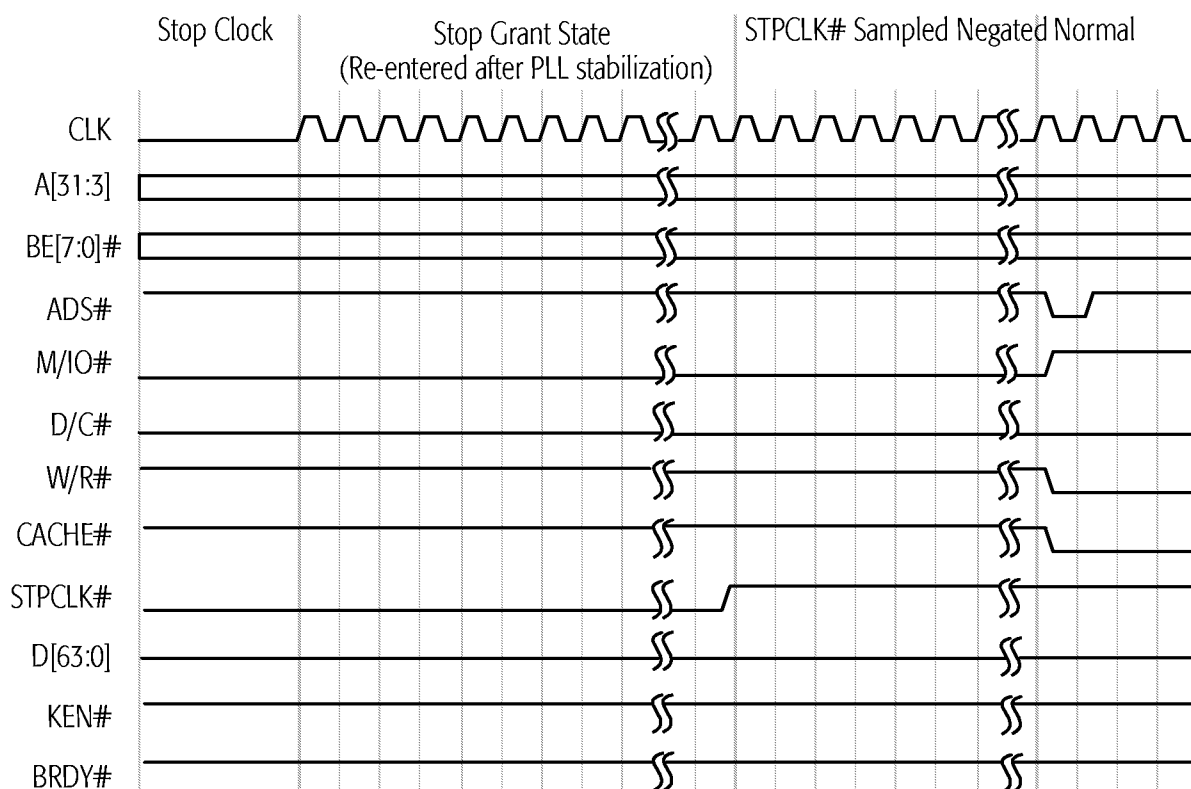 Stop Clock
Stop Grant State
(Re-entered after PLL stabilization)
STPCLK# Sampled Negated
Normal
CLK
A[31:3]
BE[7:0]#
ADS#
M/IO#
D/C#
W/R#
CACHE#
STPCLK#
D[63:0]
KEN#
BRDY#